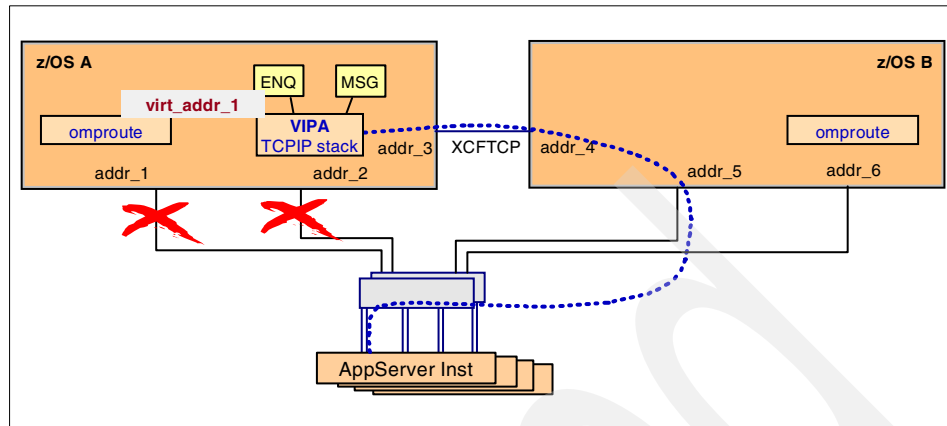 z/OS A
z/OS B
ENQ
MSG
virt_addr_1
VIPA
TCPIP stack
omproute
omproute
addr_3
XCFTCP
addr_4
addr_1
addr_2
addr_5
addr_6
AppServer Inst